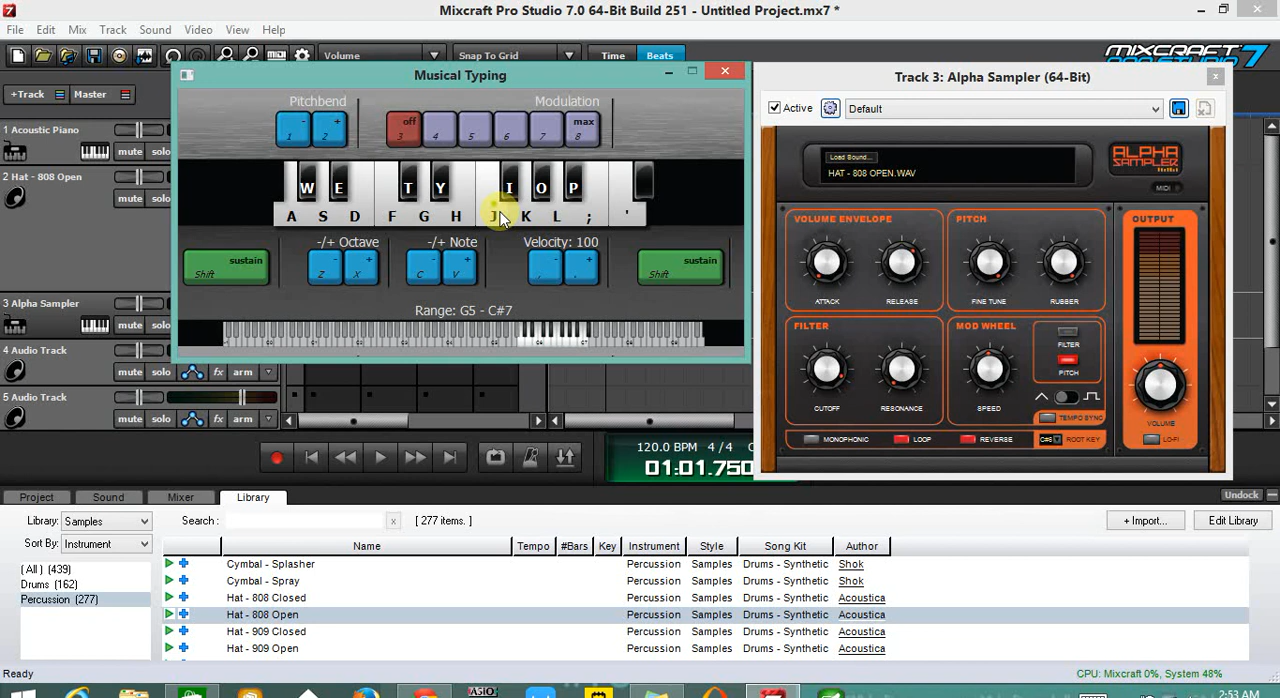 Mixcraft Pro Studio 7.0 64-Bit Build 251 - Untitled Project.mx7 *
File Edit Mix Track Sound Video View Help
Volume Snap To Grid Time Beats
MIXCRAFT 7
Musical Typing
Track 3: Alpha Sampler (64-Bit)
+Track Master
Pitchbend Modulation
- 1 + 2 off 3 4 5 6 7 max 8
Active Default
1 Acoustic Piano
mute solo
2 Hat - 808 Open
mute solo
W E T Y I O P
A S D F G H J K L ; '
-/+ Octave -/+ Note Velocity: 100
sustain Shift - Z + X - C + V - , + . sustain Shift
Range: G5 - C#7
3 Alpha Sampler
mute solo
4 Audio Track
mute solo fx arm
5 Audio Track
mute solo fx arm
Load Sound...
HAT - 808 OPEN.WAV
ALPHA SAMPLER
MIDI
VOLUME ENVELOPE PITCH OUTPUT
ATTACK RELEASE FINE TUNE RUBBER
FILTER MOD WHEEL
FILTER
PITCH
CUTOFF RESONANCE SPEED
TEMPO SYNC
VOLUME
MONOPHONIC LOOP REVERSE C#6 ROOT KEY LO-FI
120.0 BPM 4 / 4
01:01.750
Project Sound Mixer Library Undock
Library: Samples Search : x [ 277 items. ] + Import... Edit Library
Sort By: Instrument
Name Tempo #Bars Key Instrument Style Song Kit Author
( All ) (439)
Drums (162)
Percussion (277)
Cymbal - Splasher Percussion Samples Drums - Synthetic Shok
Cymbal - Spray Percussion Samples Drums - Synthetic Shok
Hat - 808 Closed Percussion Samples Drums - Synthetic Acoustica
Hat - 808 Open Percussion Samples Drums - Synthetic Acoustica
Hat - 909 Closed Percussion Samples Drums - Synthetic Acoustica
Hat - 909 Open Percussion Samples Drums - Synthetic Acoustica
Ready CPU: Mixcraft 0%, System 48%
ASIO 2:53 AM